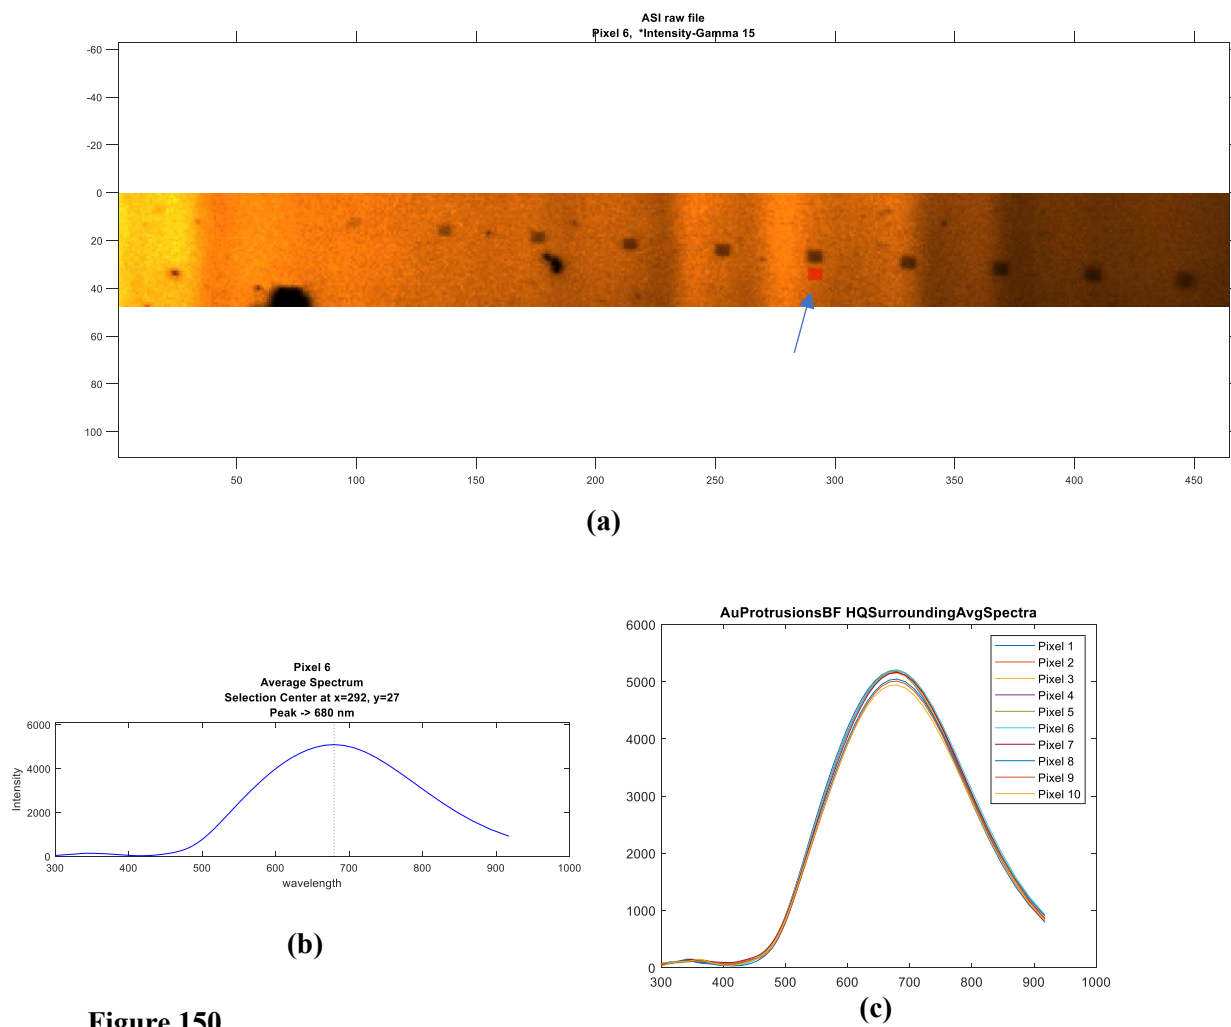 ASI raw file
Pixel 6,  *Intensity-Gamma 15
-60
-40
-20
0
20
40
60
80
100
50 100 150 200 250 300 350 400 450
(a)
Pixel 6
Average Spectrum
Selection Center at x=292, y=27
Peak -> 680 nm
6000
4000
2000
0
Intensity
300 400 500 600 700 800 900 1000
wavelength
(b)
AuProtrusionsBF HQSurroundingAvgSpectra
6000
5000
4000
3000
2000
1000
0
Pixel 1
Pixel 2
Pixel 3
Pixel 4
Pixel 5
Pixel 6
Pixel 7
Pixel 8
Pixel 9
Pixel 10
300 400 500 600 700 800 900 1000
(c)
Figure 150